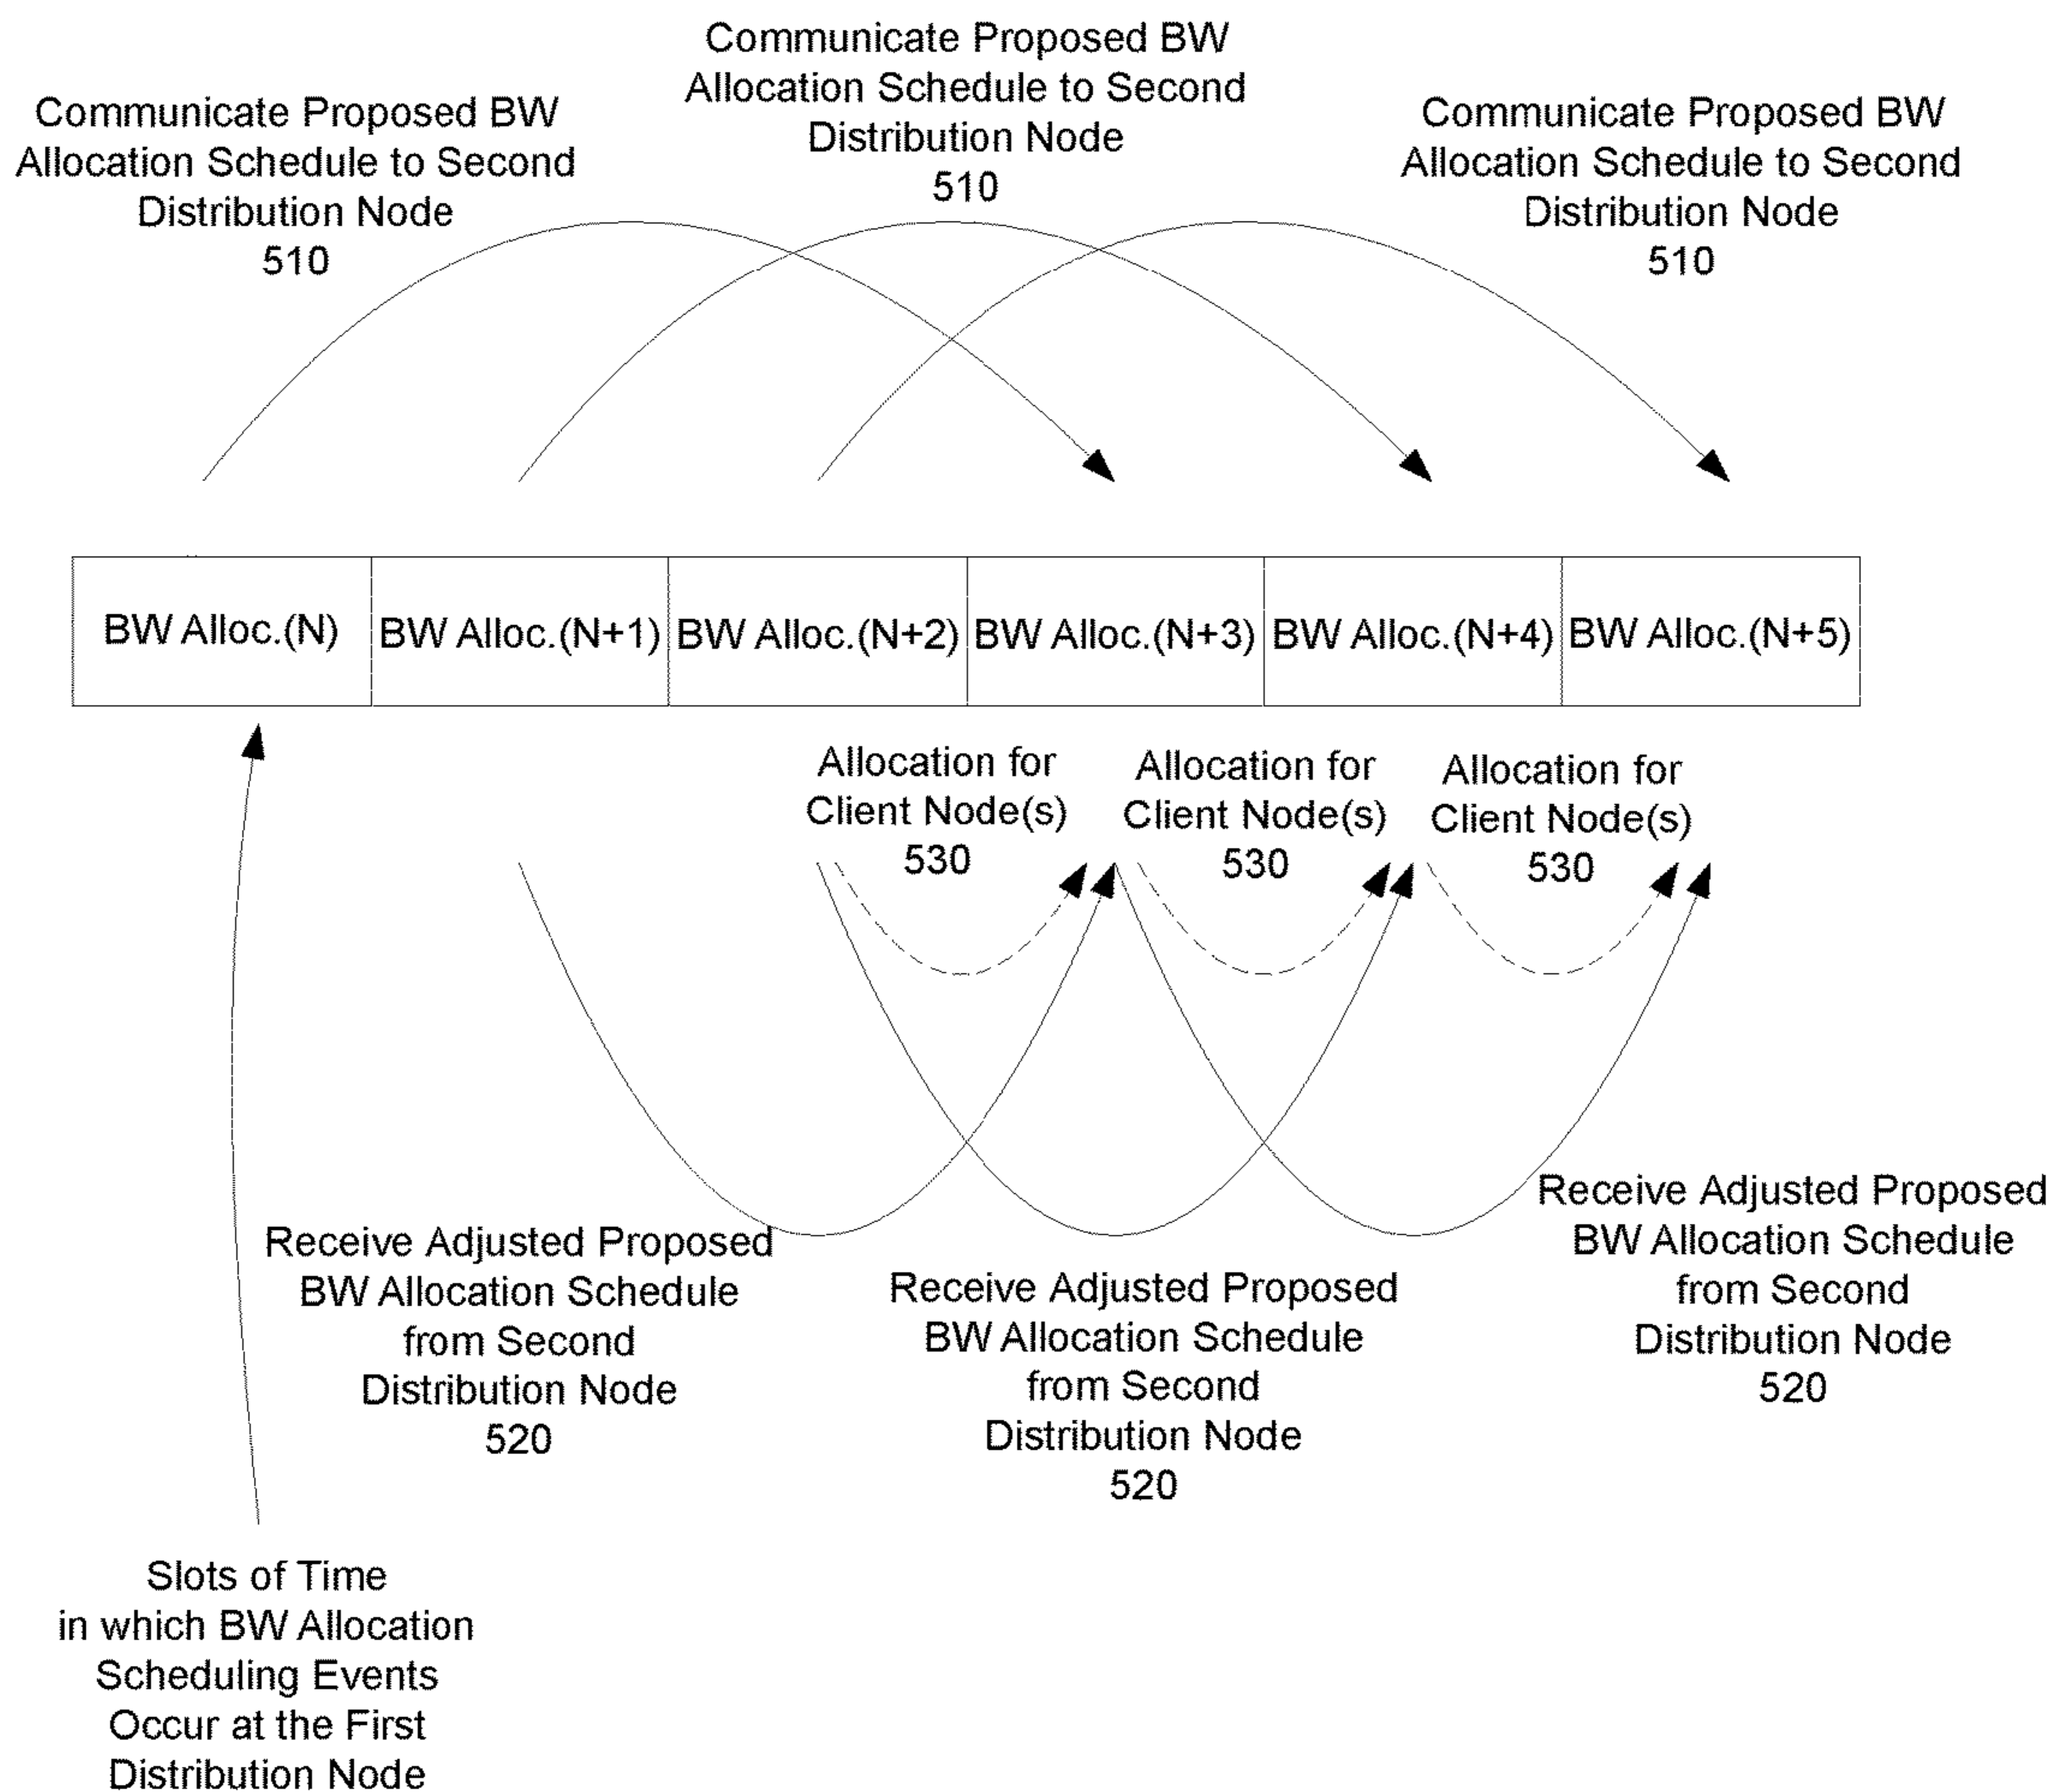 Communicate Proposed BW
Allocation Schedule to Second
Distribution Node
510
Communicate Proposed BW
Allocation Schedule to Second
Distribution Node
510
Communicate Proposed BW
Allocation Schedule to Second
Distribution Node
510
BW Alloc.(N)
BW Alloc.(N+1)
BW Alloc.(N+2)
BW Alloc.(N+3)
BW Alloc.(N+4)
BW Alloc.(N+5)
Allocation for
Client Node(s)
530
Allocation for
Client Node(s)
530
Allocation for
Client Node(s)
530
Receive Adjusted Proposed
BW Allocation Schedule
from Second
Distribution Node
520
Receive Adjusted Proposed
BW Allocation Schedule
from Second
Distribution Node
520
Receive Adjusted Proposed
BW Allocation Schedule
from Second
Distribution Node
520
Slots of Time
in which BW Allocation
Scheduling Events
Occur at the First
Distribution Node